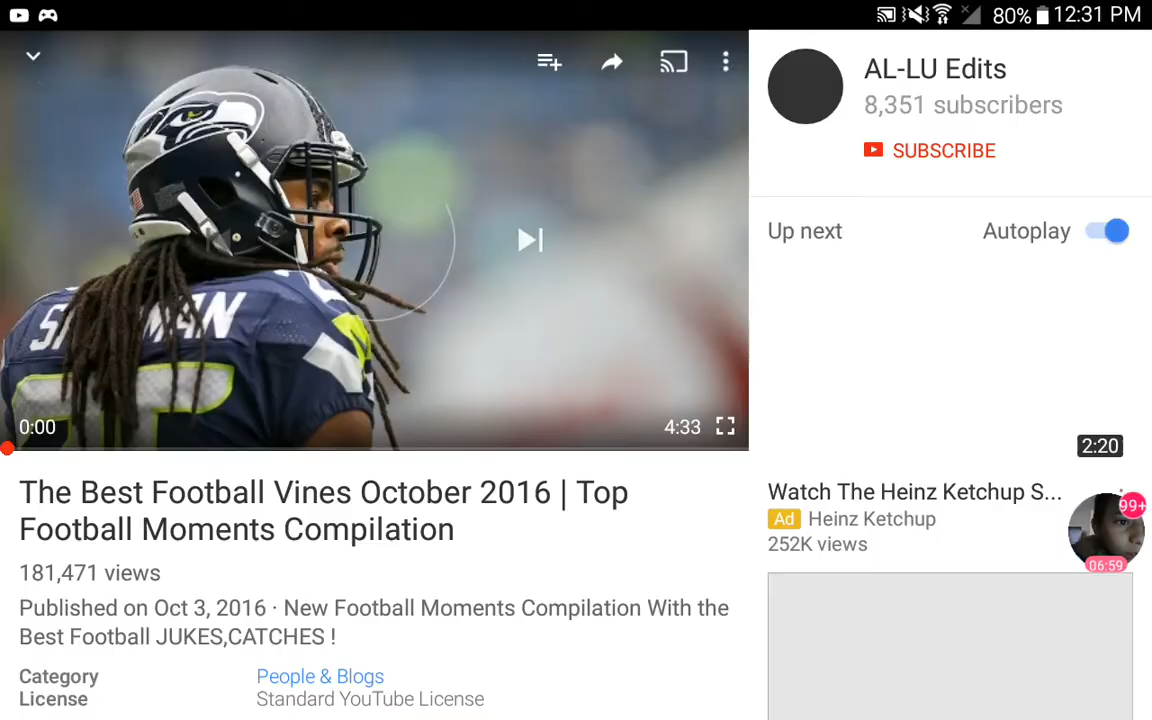 80% 12:31 PM
AL-LU Edits
8,351 subscribers
SUBSCRIBE
Up next Autoplay
0:00 4:33
2:20
The Best Football Vines October 2016 | Top
Football Moments Compilation
181,471 views
Published on Oct 3, 2016 · New Football Moments Compilation With the
Best Football JUKES,CATCHES !
Category People & Blogs
License Standard YouTube License
Watch The Heinz Ketchup S...
Ad Heinz Ketchup
252K views
99+
06:59